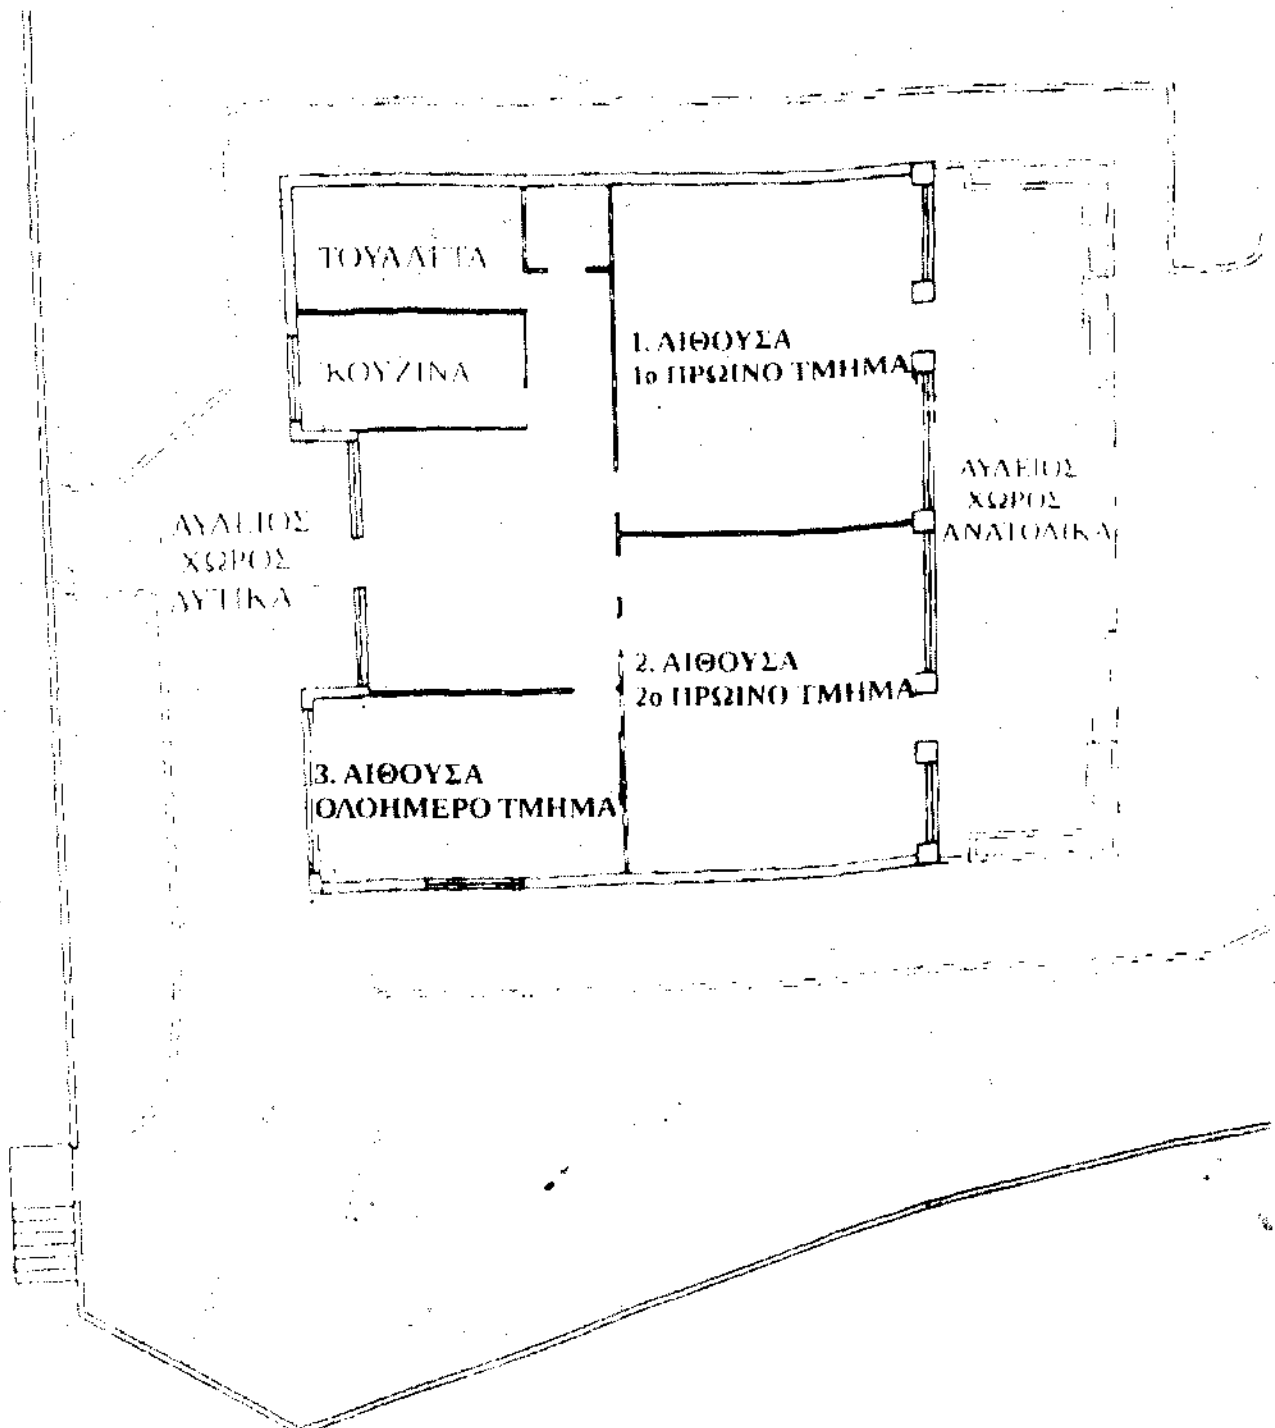 ΤΟΥΑΛΕΤΑ
ΚΟΥΖΙΝΑ
1. ΑΙΘΟΥΣΑ
1ο ΠΡΩΙΝΟ ΤΜΗΜΑ
ΑΥΛΕΙΟΣ
ΧΩΡΟΣ
ΑΝΑΤΟΛΙΚΑ
ΑΥΛΕΙΟΣ
ΧΩΡΟΣ
ΔΥΤΙΚΑ
2. ΑΙΘΟΥΣΑ
2ο ΠΡΩΙΝΟ ΤΜΗΜΑ
3. ΑΙΘΟΥΣΑ
ΟΛΟΗΜΕΡΟ ΤΜΗΜΑ